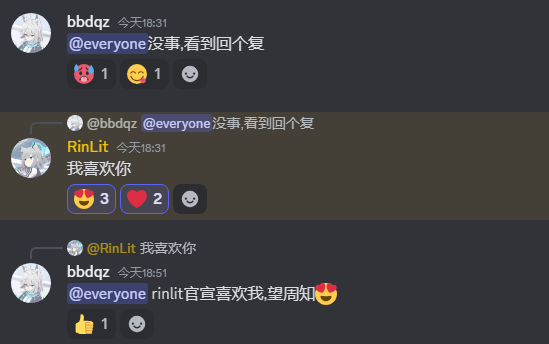 bbdqz 今天18:31
@everyone没事,看到回个复
1 1
@bbdqz @everyone没事,看到回个复
RinLit 今天18:31
我喜欢你
3 2
@RinLit 我喜欢你
bbdqz 今天18:51
@everyone rinlit官宣喜欢我,望周知
1